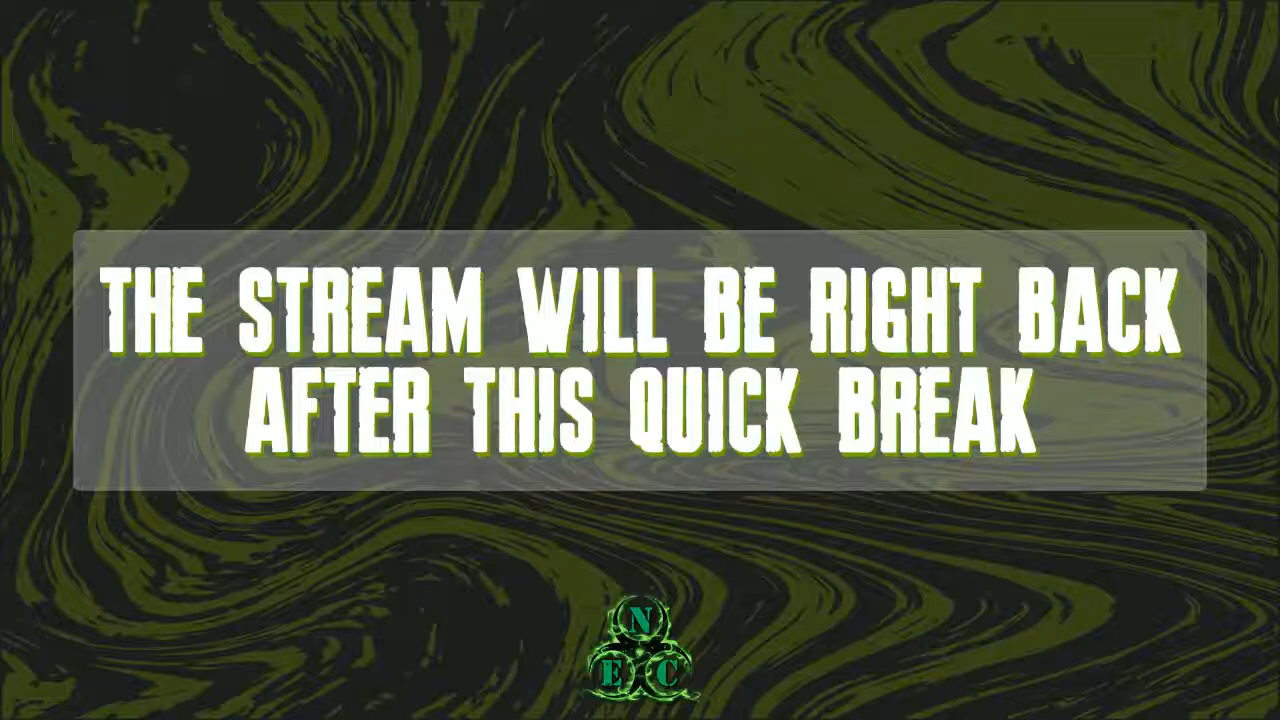 THE STREAM WILL BE RIGHT BACK
AFTER THIS QUICK BREAK
N
E C